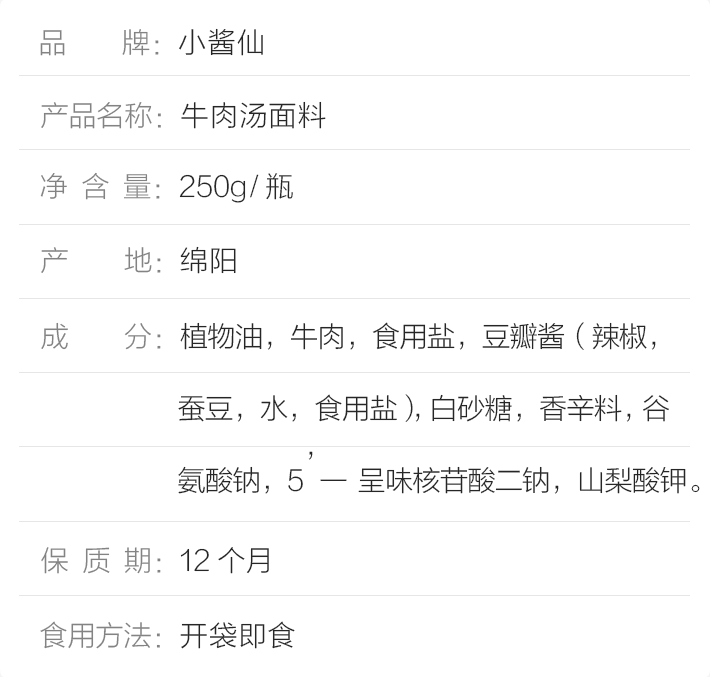 品牌：小酱仙
产品名称：牛肉汤面料
净含量：250g/瓶
产地：绵阳
成分：植物油，牛肉，食用盐，豆瓣酱（辣椒，
蚕豆，水，食用盐），白砂糖，香辛料，谷
氨酸钠，5’一 呈味核苷酸二钠，山梨酸钾。
保质期：12个月
食用方法：开袋即食